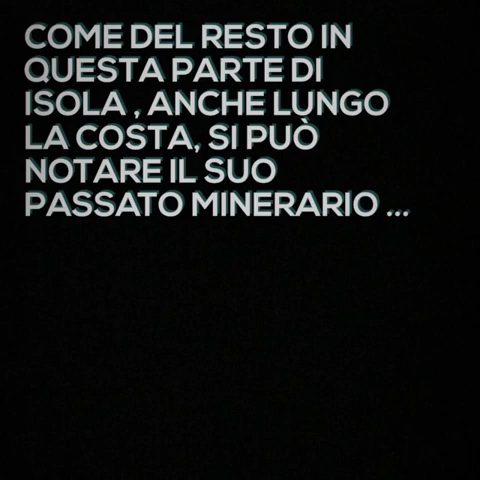 COME DEL RESTO IN
QUESTA PARTE DI
ISOLA , ANCHE LUNGO
LA COSTA, SI PUÒ
NOTARE IL SUO
PASSATO MINERARIO ...